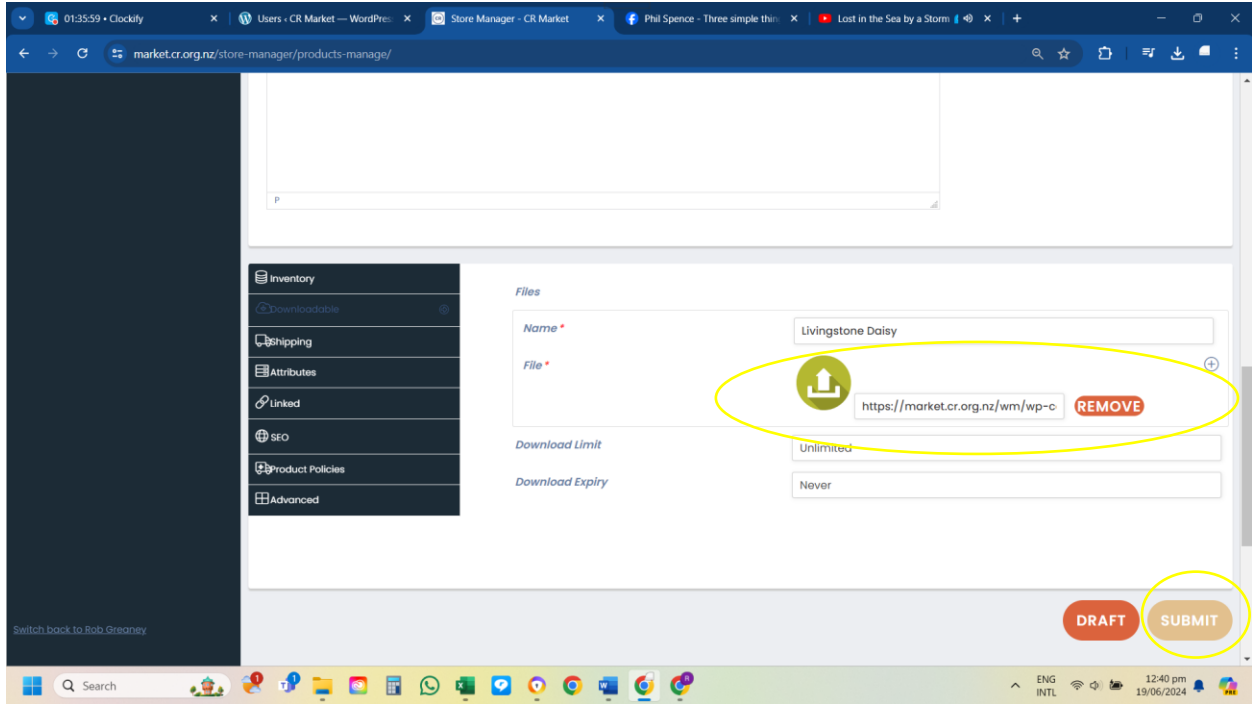 01:35:59 • Clockify
Users ‹ CR Market — WordPres
Store Manager - CR Market
Phil Spence - Three simple thin
Lost in the Sea by a Storm
market.cr.org.nz/store-manager/products-manage/
P
Inventory
Downloadable
Shipping
Attributes
Linked
SEO
Product Policies
Advanced
Files
Name *
Livingstone Daisy
File *
https://market.cr.org.nz/wm/wp-c
REMOVE
Download Limit
Unlimited
Download Expiry
Never
DRAFT
SUBMIT
Switch back to Rob Greaney
Search
ENG
INTL
12:40 pm
19/06/2024